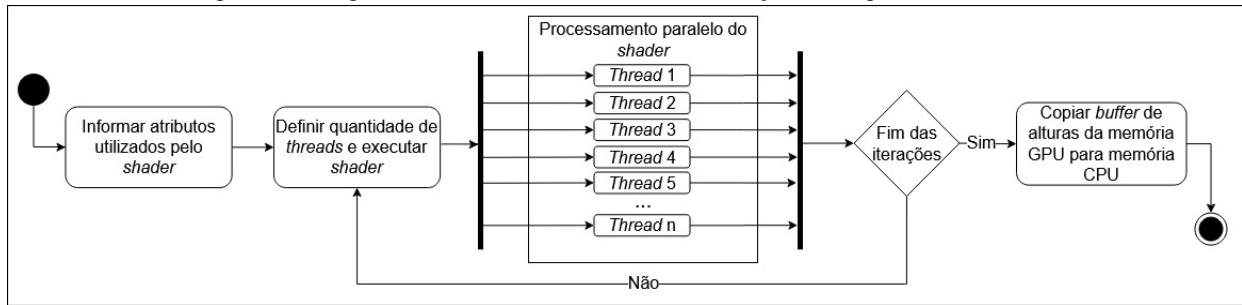 Processamento paralelo do
shader
Thread 1
Thread 2
Thread 3
Thread 4
Thread 5
...
Thread n
Informar atributos
utilizados pelo
shader
Definir quantidade de
threads e executar
shader
Fim das
iterações
Sim
Copiar buffer de
alturas da memória
GPU para memória
CPU
Não